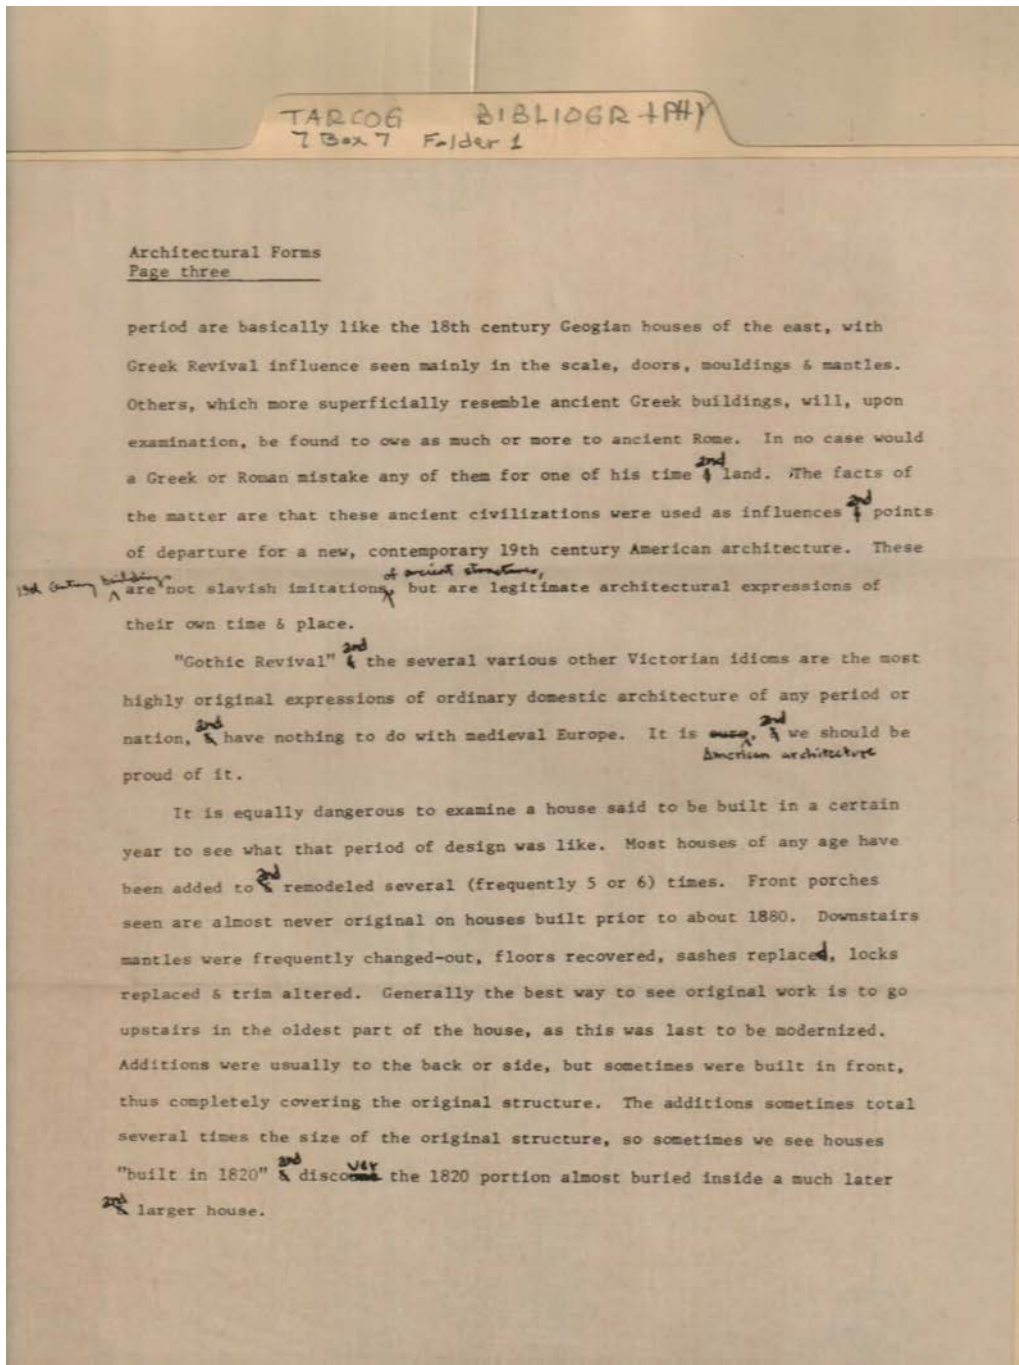 TARCOG BIBLIOGRAPHY
7 Box 7 Folder 1
Architectural Forms
Page three
period are basically like the 18th century Geogian houses of the east, with
Greek Revival influence seen mainly in the scale, doors, mouldings & mantles.
Others, which more superficially resemble ancient Greek buildings, will, upon
examination, be found to owe as much or more to ancient Rome. In no case would
a Greek or Roman mistake any of them for one of his time and land. The facts of
the matter are that these ancient civilizations were used as influences and points
of departure for a new, contemporary 19th century American architecture. These
Century buildings are not slavish imitations of ancient structures, but are legitimate architectural expressions of
their own time & place.
"Gothic Revival" and the several various other Victorian idioms are the most
highly original expressions of ordinary domestic architecture of any period or
nation, and have nothing to do with medieval Europe. It is American architecture, and we should be
proud of it.
It is equally dangerous to examine a house said to be built in a certain
year to see what that period of design was like. Most houses of any age have
been added to and remodeled several (frequently 5 or 6) times. Front porches
seen are almost never original on houses built prior to about 1880. Downstairs
mantles were frequently changed-out, floors recovered, sashes replaced, locks
replaced & trim altered. Generally the best way to see original work is to go
upstairs in the oldest part of the house, as this was last to be modernized.
Additions were usually to the back or side, but sometimes were built in front,
thus completely covering the original structure. The additions sometimes total
several times the size of the original structure, so sometimes we see houses
"built in 1820" and discover the 1820 portion almost buried inside a much later
and larger house.